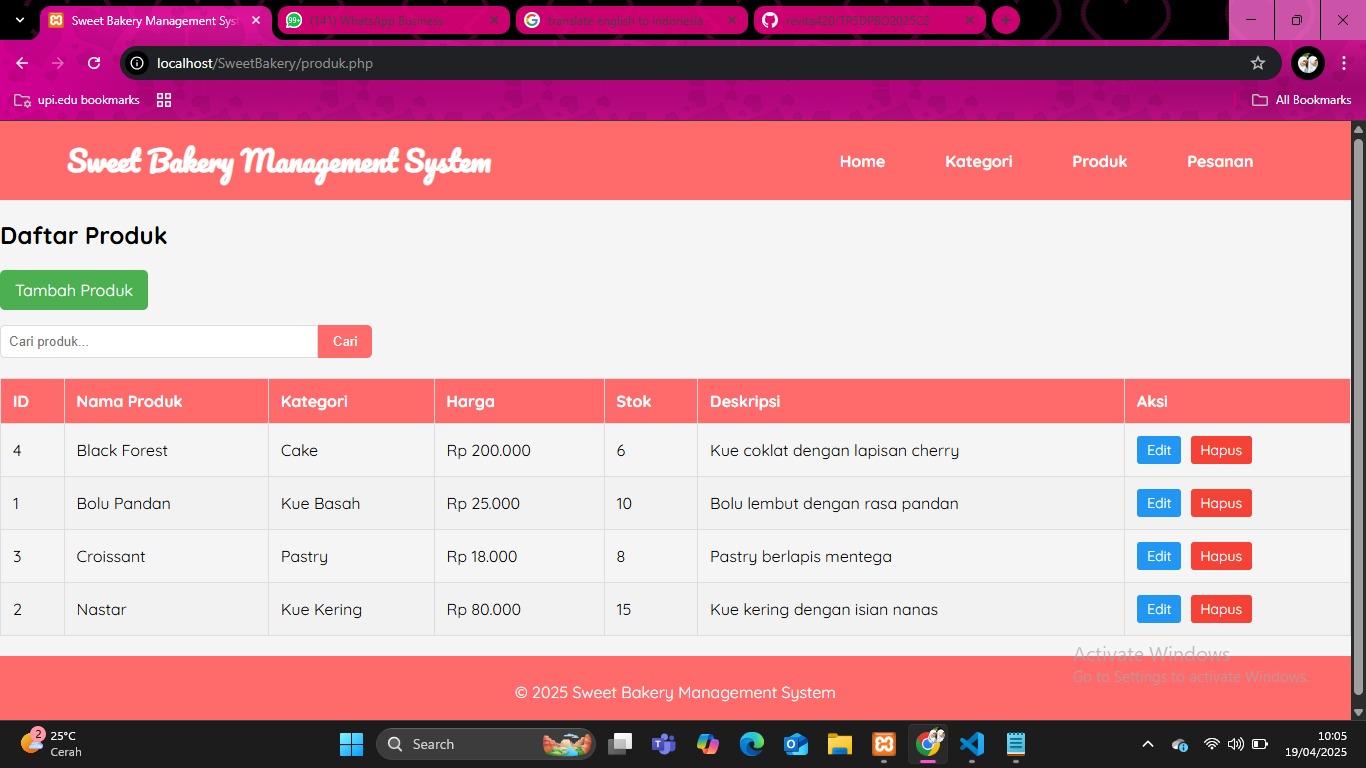 Sweet Bakery Management Sys
(141) WhatsApp Business
translate english to indonesia
localhost/SweetBakery/produk.php
upi.edu bookmarks
All Bookmarks
Sweet Bakery Management System
Home Kategori Produk Pesanan
Daftar Produk
Tambah Produk
Cari produk... Cari
ID Nama Produk Kategori Harga Stok Deskripsi Aksi
4 Black Forest Cake Rp 200.000 6 Kue coklat dengan lapisan cherry Edit Hapus
1 Bolu Pandan Kue Basah Rp 25.000 10 Bolu lembut dengan rasa pandan Edit Hapus
3 Croissant Pastry Rp 18.000 8 Pastry berlapis mentega Edit Hapus
2 Nastar Kue Kering Rp 80.000 15 Kue kering dengan isian nanas Edit Hapus
Activate Windows
Go to Settings to activate Windows.
© 2025 Sweet Bakery Management System
2
25°C
Cerah
Search
10:05
19/04/2025